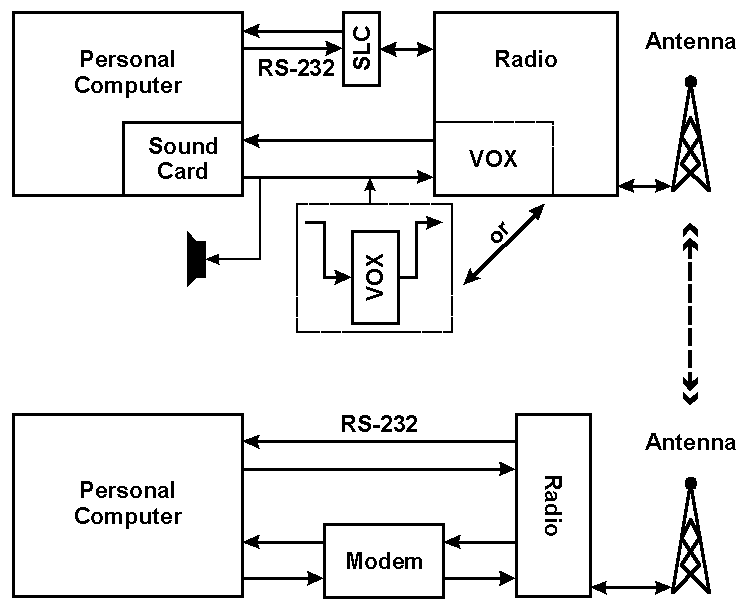 Personal
Computer
RS-232
SLC
Radio
Antenna
Sound
Card
VOX
VOX
or
Personal
Computer
RS-232
Radio
Modem
Antenna